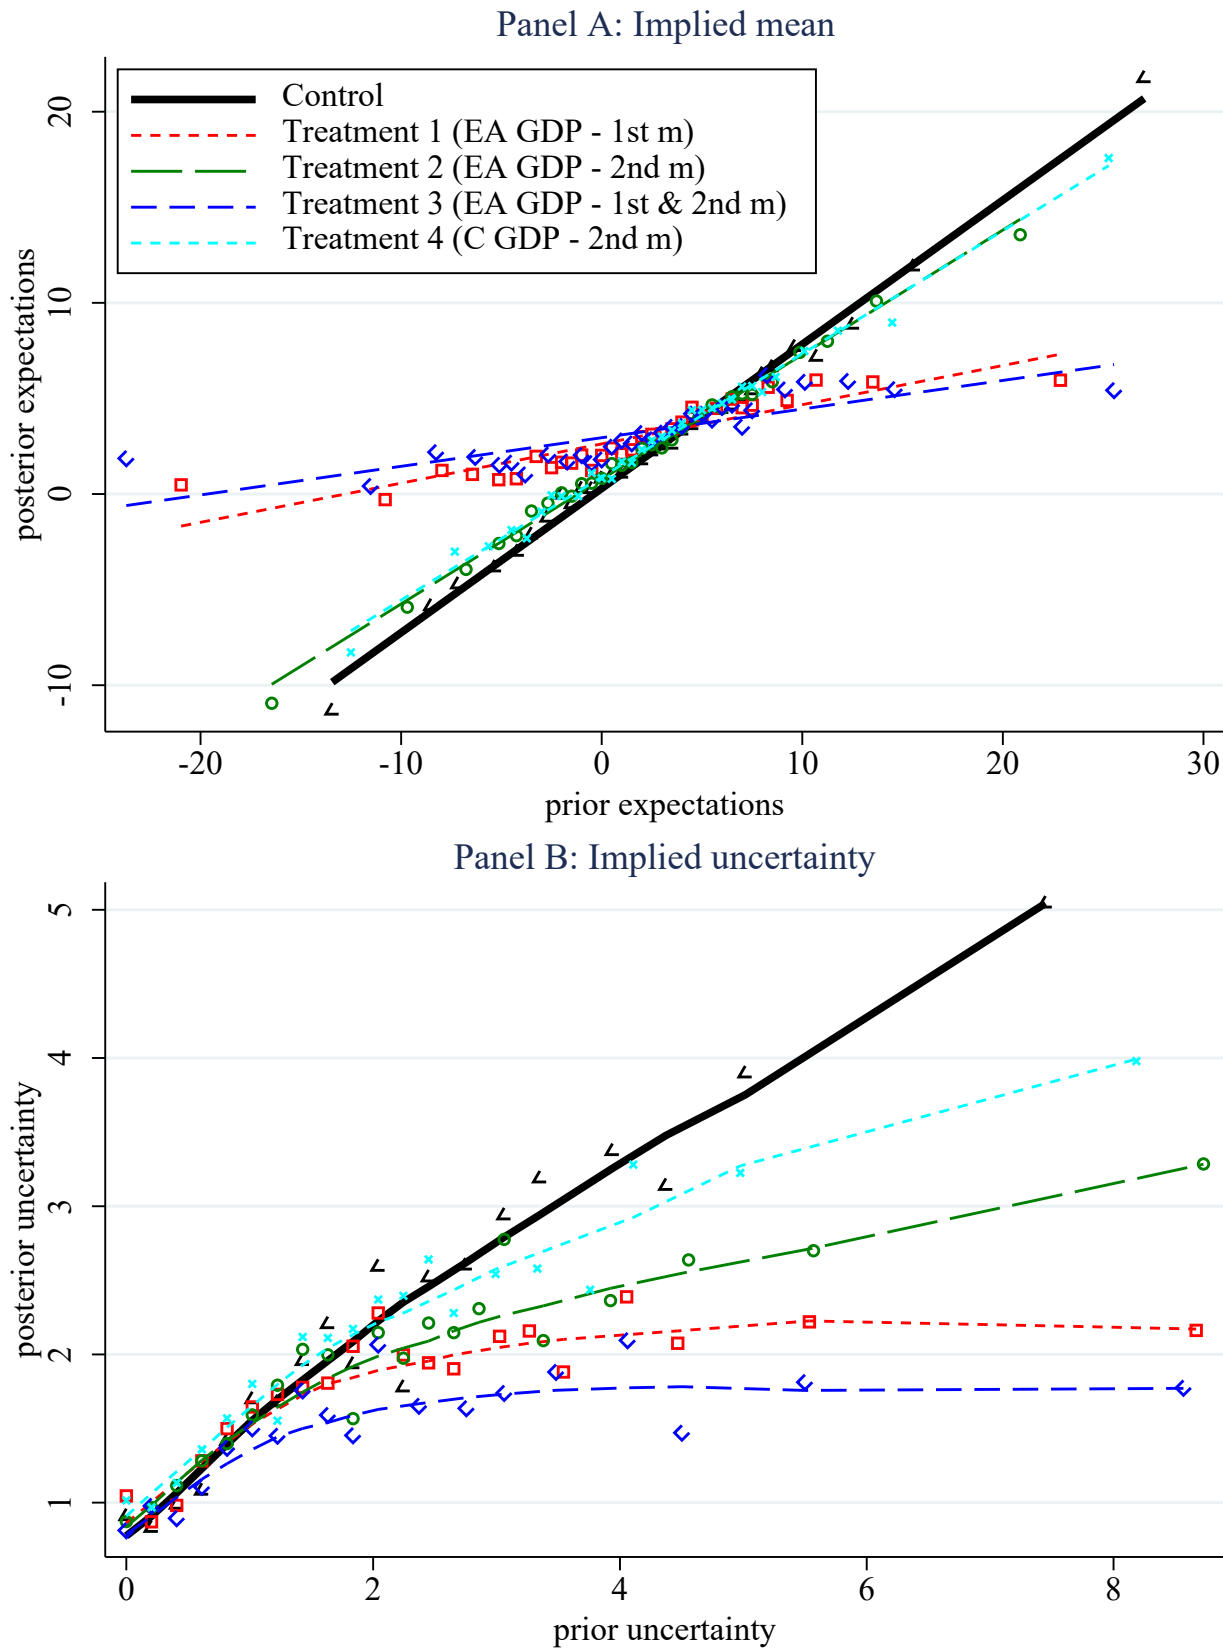 Panel A: Implied mean
Control
Treatment 1 (EA GDP - 1st m)
Treatment 2 (EA GDP - 2nd m)
Treatment 3 (EA GDP - 1st & 2nd m)
Treatment 4 (C GDP - 2nd m)
posterior expectations
20
10
0
-10
-20
-10
0
10
20
30
prior expectations
Panel B: Implied uncertainty
posterior uncertainty
5
4
3
2
1
0
2
4
6
8
prior uncertainty